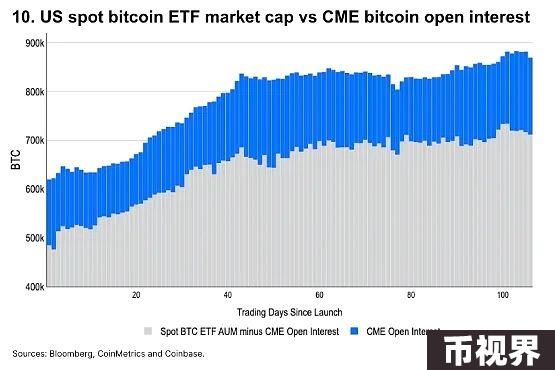 10. US spot bitcoin ETF market cap vs CME bitcoin open interest
900k
800k
700k
600k
500k
400k
BTC
20
40
60
80
100
Trading Days Since Launch
Spot BTC ETF AUM minus CME Open Interest
CME Open Interest
Sources: Bloomberg, CoinMetrics and Coinbase.
币视界